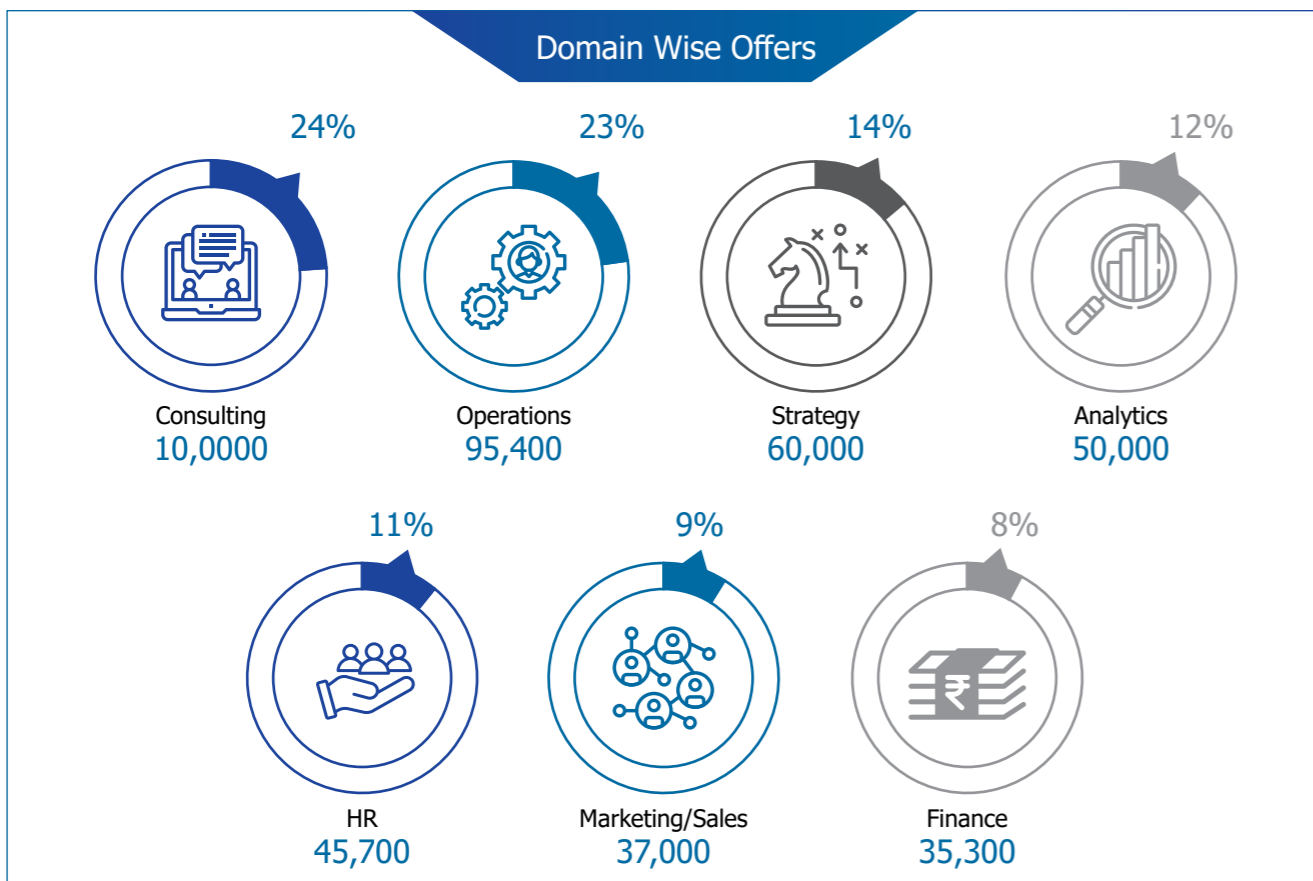 Domain Wise Offers
24%
23%
14%
12%
Consulting
10,0000
Operations
95,400
Strategy
60,000
Analytics
50,000
11%
9%
8%
₹
HR
45,700
Marketing/Sales
37,000
Finance
35,300